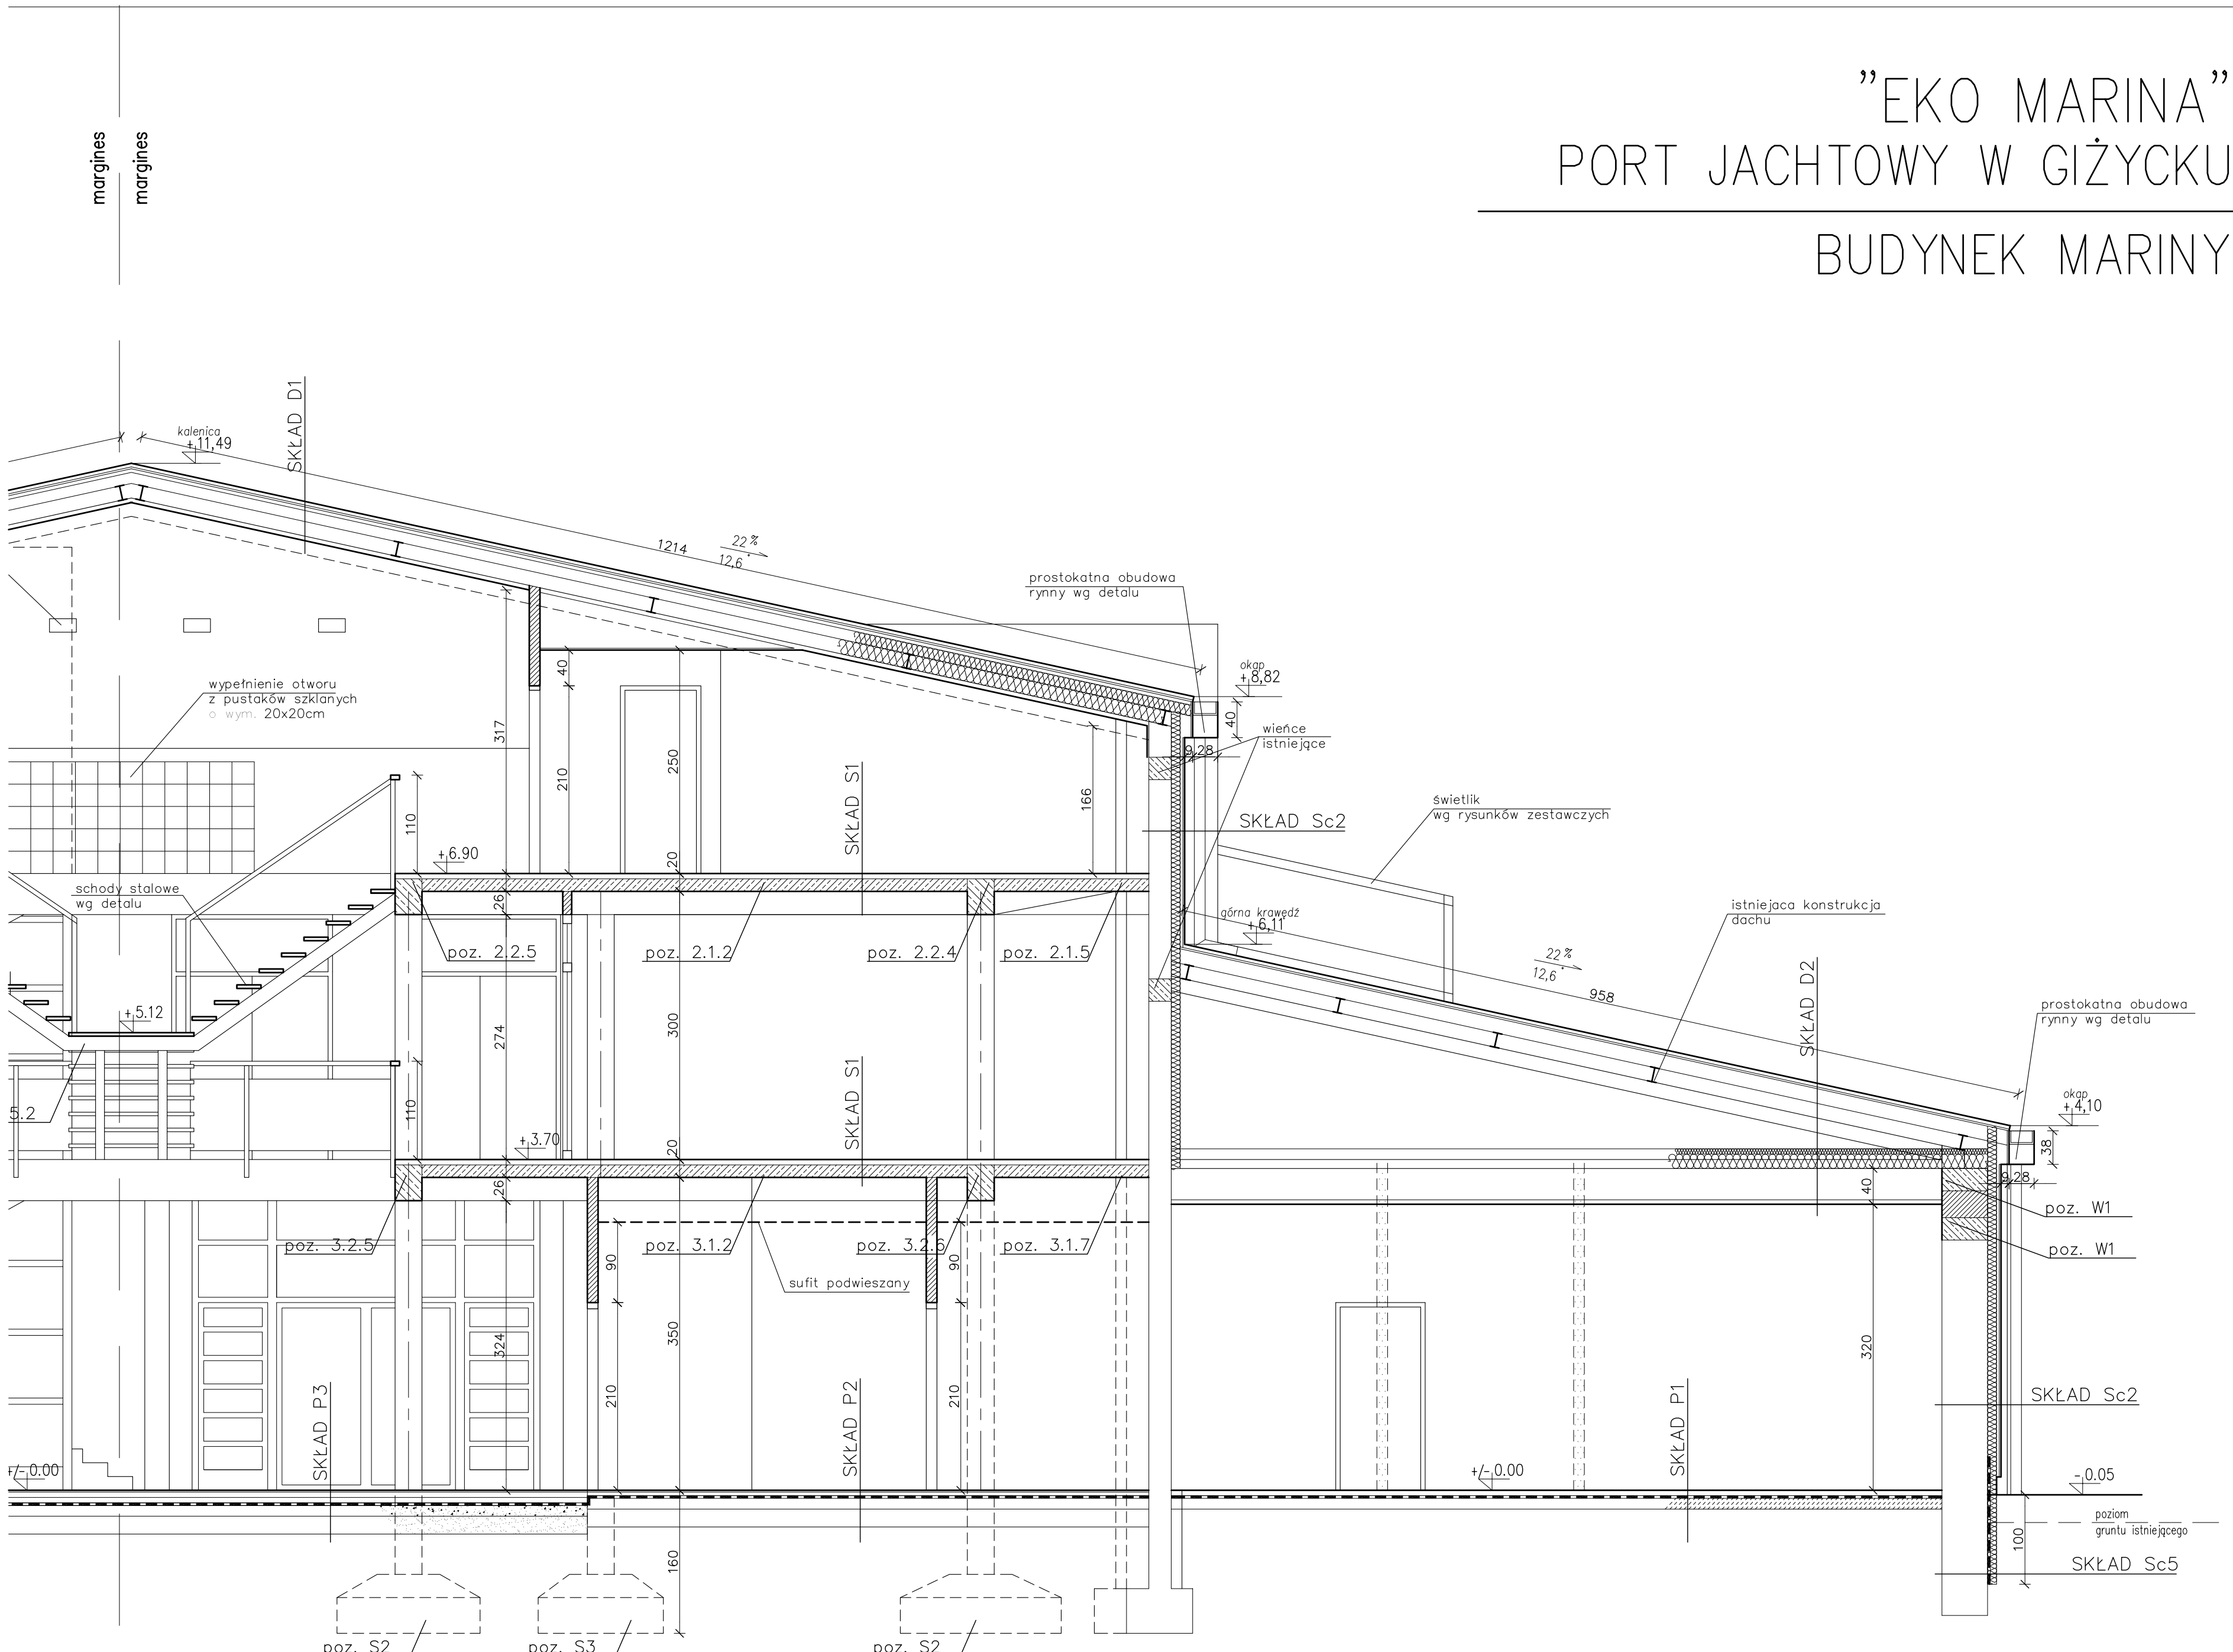 ”EKO MARINA”
PORT JACHTOWY W GIŻYCKU
BUDYNEK MARINY
margines
margines
SKŁAD D1
kalenica
+11,49
1214
22%
12,6°
prostokatna obudowa
rynny wg detalu
okap
+8,82
40
9,28
wieńce
istniejące
wypełnienie otworu
z pustaków szklanych
o wym. 20x20cm
317
40
210
250
166
SKŁAD S1
SKŁAD Sc2
110
+6.90
20
świetlik
wg rysunków zestawczych
schody stalowe
wg detalu
26
górna krawędź
+6,11
istniejaca konstrukcja
dachu
poz. 2.2.5
poz. 2.1.2
poz. 2.2.4
poz. 2.1.5
22%
12,6°
958
SKŁAD D2
prostokatna obudowa
rynny wg detalu
+5.12
274
300
SKŁAD S1
5.2
110
+3.70
20
okap
+4,10
38
9,28
26
40
poz. W1
poz. W1
poz. 3.2.5
poz. 3.1.2
poz. 3.2.6
poz. 3.1.7
90
90
sufit podwieszany
324
350
320
210
210
SKŁAD P3
SKŁAD P2
SKŁAD P1
SKŁAD Sc2
+/-0.00
+/-0.00
-0.05
poziom
gruntu istniejącego
100
160
SKŁAD Sc5
poz. S2
poz. S3
poz. S2